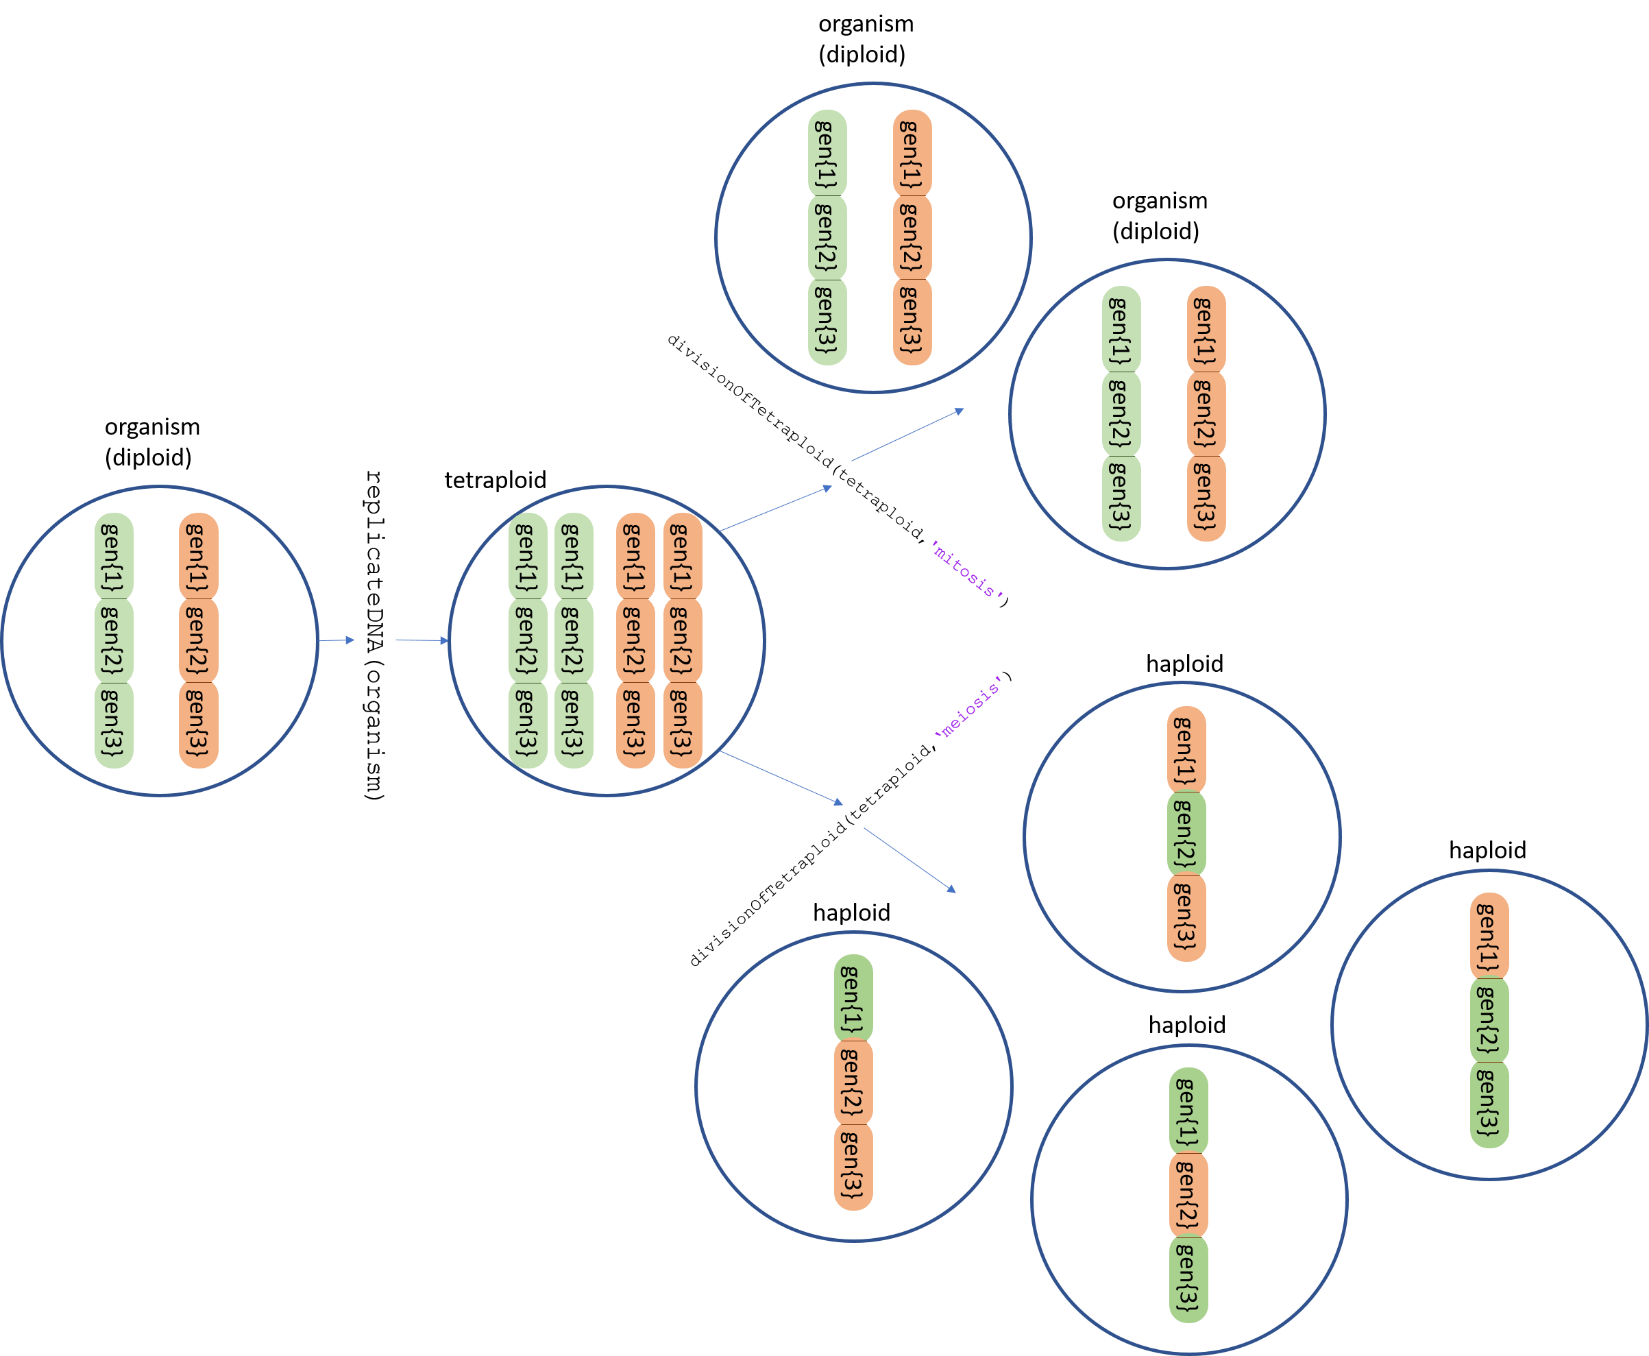 organism
(diploid)
gen{1} gen{2} gen{3}
gen{1} gen{2} gen{3}
replicateDNA(organism)
tetraploid
gen{1} gen{2} gen{3}
gen{1} gen{2} gen{3}
gen{1} gen{2} gen{3}
gen{1} gen{2} gen{3}
divisionOfTetraploid(tetraploid,'mitosis')
organism
(diploid)
gen{1} gen{2} gen{3}
gen{1} gen{2} gen{3}
organism
(diploid)
gen{1} gen{2} gen{3}
gen{1} gen{2} gen{3}
divisionOfTetraploid(tetraploid,'meiosis')
haploid
gen{1} gen{2} gen{3}
haploid
gen{1} gen{2} gen{3}
haploid
gen{1} gen{2} gen{3}
haploid
gen{1} gen{2} gen{3}